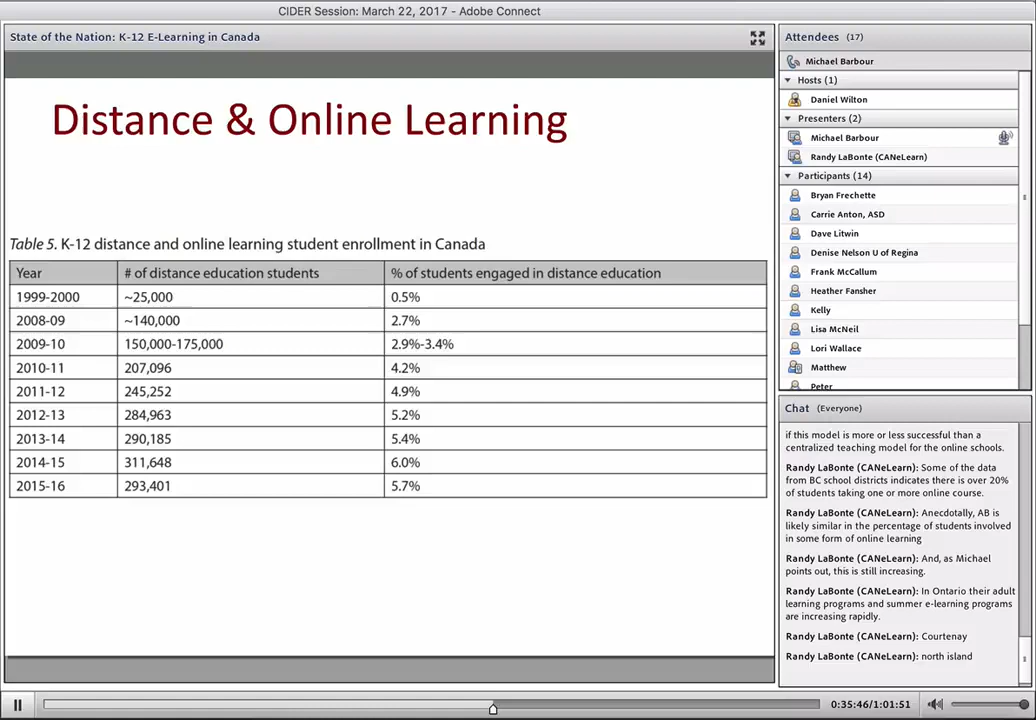 CIDER Session: March 22, 2017 - Adobe Connect
State of the Nation: K-12 E-Learning in Canada
Distance & Online Learning
Table 5. K-12 distance and online learning student enrollment in Canada
Year # of distance education students % of students engaged in distance education
1999-2000 ~25,000 0.5%
2008-09 ~140,000 2.7%
2009-10 150,000-175,000 2.9%-3.4%
2010-11 207,096 4.2%
2011-12 245,252 4.9%
2012-13 284,963 5.2%
2013-14 290,185 5.4%
2014-15 311,648 6.0%
2015-16 293,401 5.7%
Attendees (17)
Michael Barbour
Hosts (1)
Daniel Wilton
Presenters (2)
Michael Barbour
Randy LaBonte (CANeLearn)
Participants (14)
Bryan Frechette
Carrie Anton, ASD
Dave Litwin
Denise Nelson U of Regina
Frank McCallum
Heather Fansher
Kelly
Lisa McNeil
Lori Wallace
Matthew
Peter
Chat (Everyone)
if this model is more or less successful than a
centralized teaching model for the online schools.
Randy LaBonte (CANeLearn): Some of the data
from BC school districts indicates there is over 20%
of students taking one or more online course.
Randy LaBonte (CANeLearn): Anecdotally, AB is
likely similar in the percentage of students involved
in some form of online learning
Randy LaBonte (CANeLearn): And, as Michael
points out, this is still increasing.
Randy LaBonte (CANeLearn): In Ontario their adult
learning programs and summer e-learning programs
are increasing rapidly.
Randy LaBonte (CANeLearn): Courtenay
Randy LaBonte (CANeLearn): north island
0:35:46/1:01:51